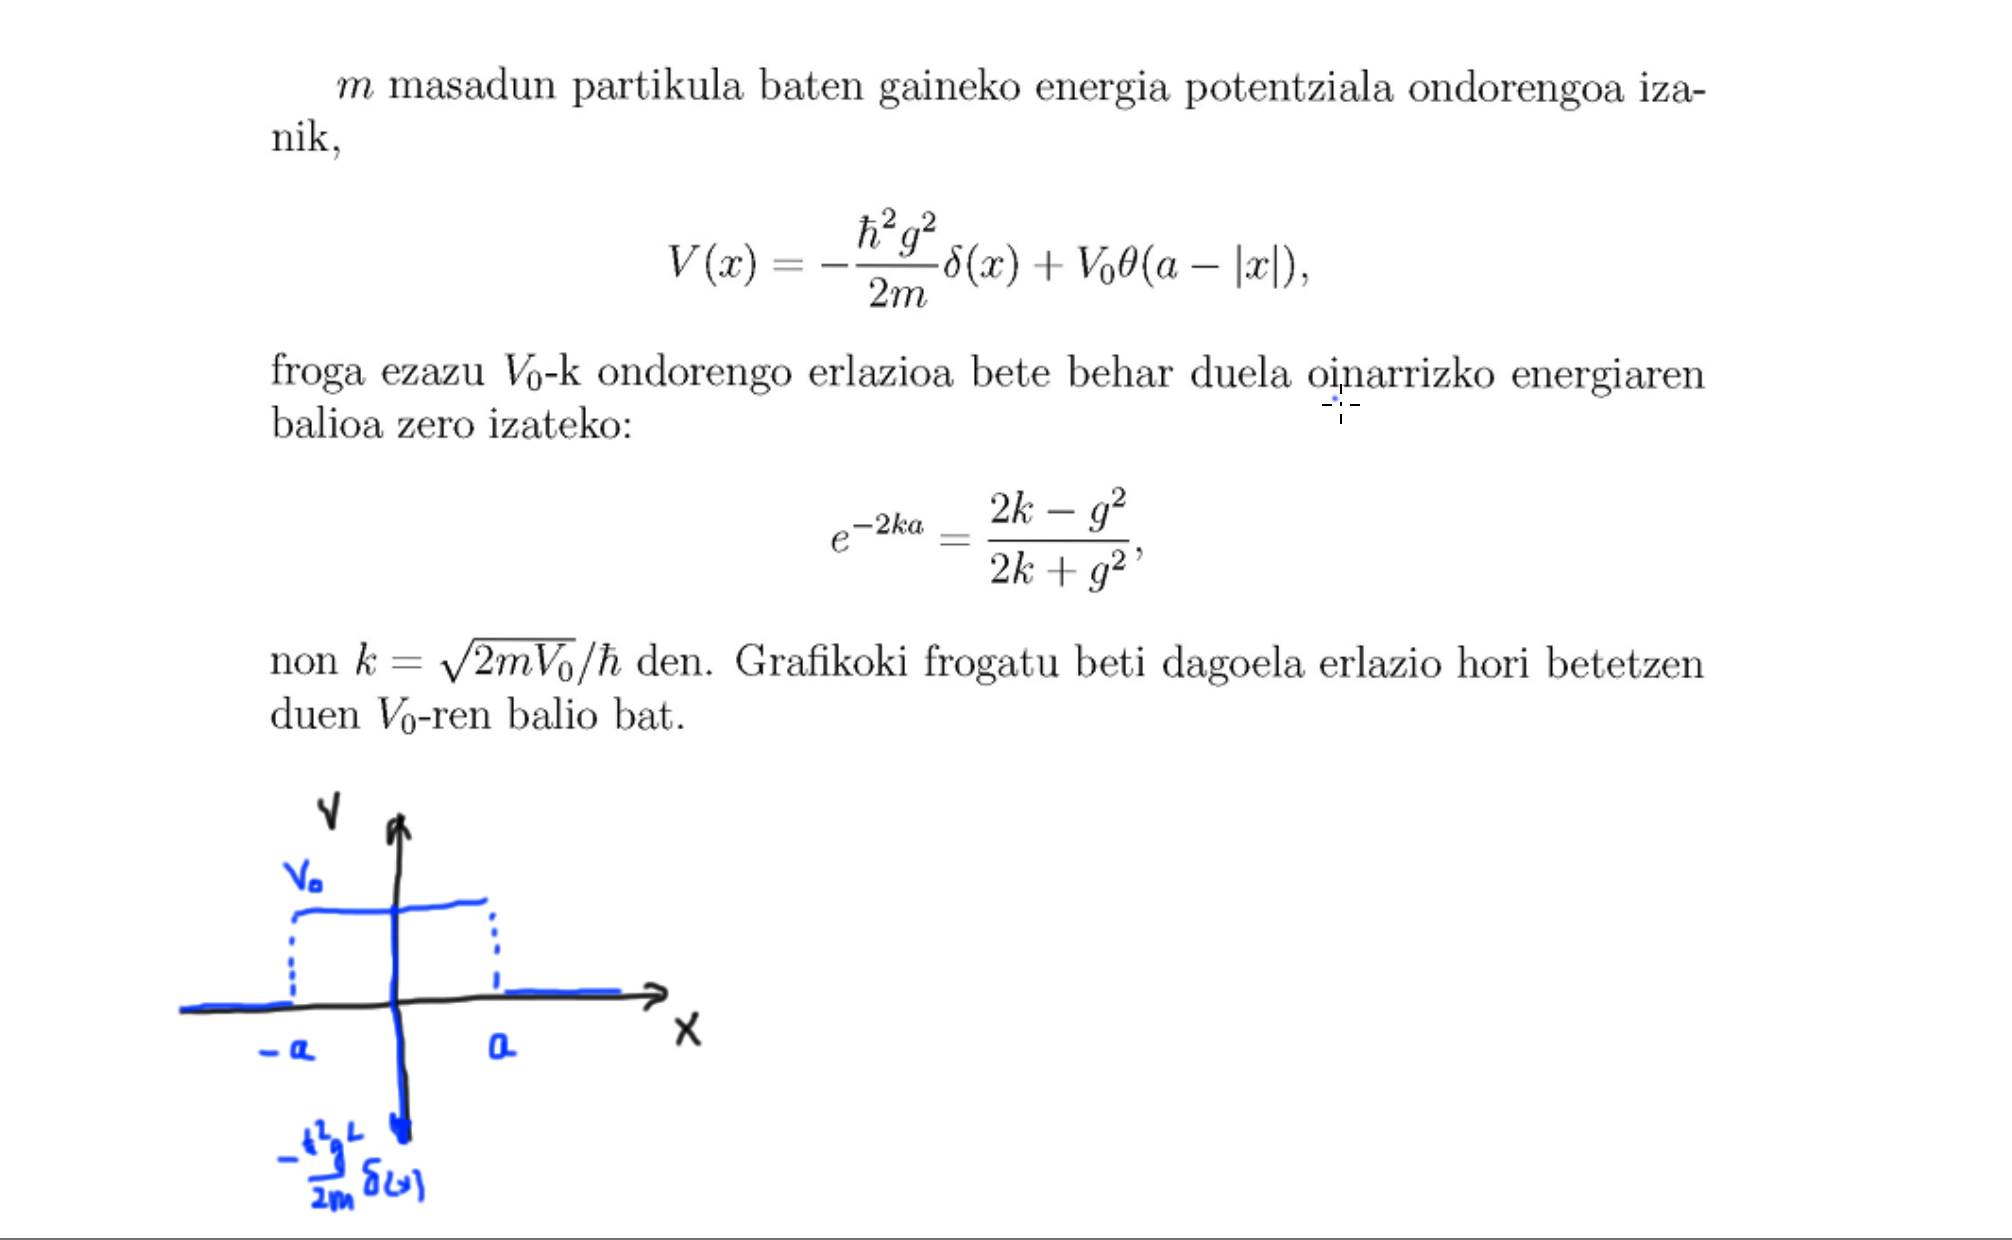 m masadun partikula baten gaineko energia potentziala ondorengoa iza-
nik,
V(x) = −ħ²g²/2m δ(x) + V₀θ(a − |x|),
froga ezazu V₀-k ondorengo erlazioa bete behar duela oinarrizko energiaren
balioa zero izateko:
e^{−2ka} = (2k − g²)/(2k + g²),
non k = √(2mV₀)/ħ den. Grafikoki frogatu beti dagoela erlazio hori betetzen
duen V₀-ren balio bat.
V
V₀
-a
a
X
-ħ²g²/2m δ(x)